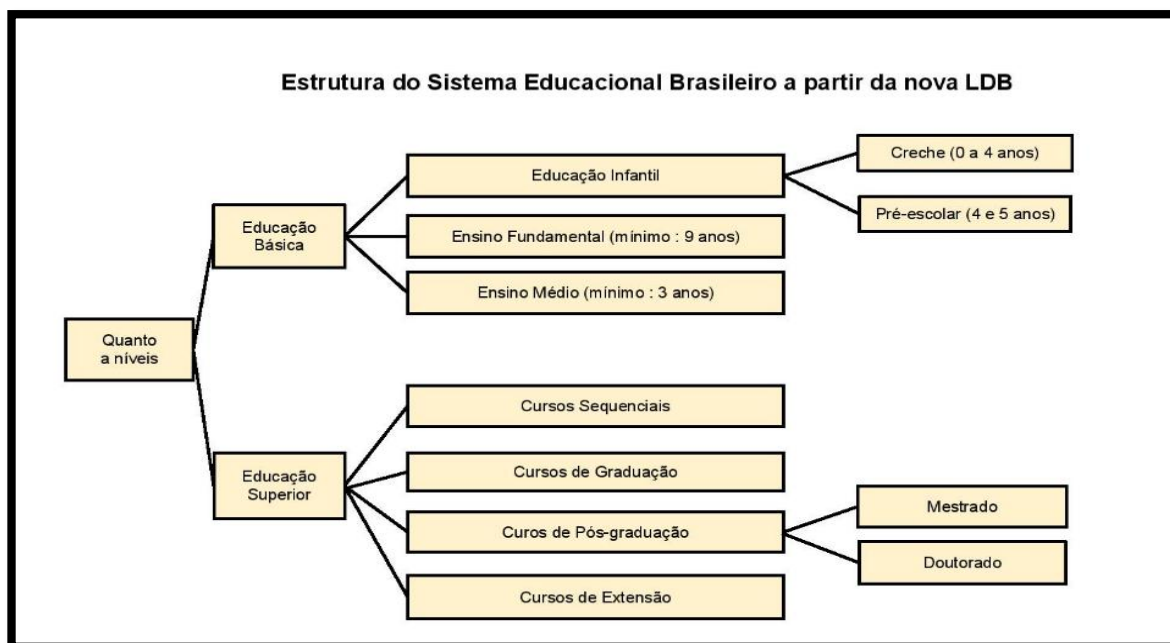 Estrutura do Sistema Educacional Brasileiro a partir da nova LDB
Quanto
a níveis
Educação
Básica
Educação Infantil
Creche (0 a 4 anos)
Pré-escolar (4 e 5 anos)
Ensino Fundamental (mínimo : 9 anos)
Ensino Médio (mínimo : 3 anos)
Educação
Superior
Cursos Sequenciais
Cursos de Graduação
Curos de Pós-graduação
Mestrado
Doutorado
Cursos de Extensão